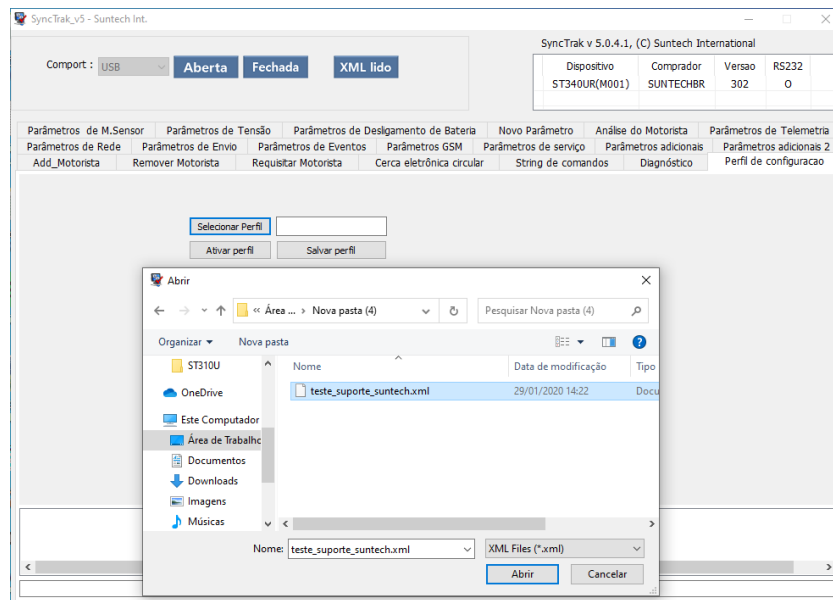 SyncTrak_v5 - Suntech Int.
SyncTrak v 5.0.4.1, (C) Suntech International
Comport : USB Aberta Fechada XML lido
Dispositivo Comprador Versao RS232
ST340UR(M001) SUNTECHBR 302 O
Parâmetros de M.Sensor Parâmetros de Tensão Parâmetros de Desligamento de Bateria Novo Parâmetro Análise do Motorista Parâmetros de Telemetria
Parâmetros de Rede Parâmetros de Envio Parâmetros de Eventos Parâmetros GSM Parâmetros de serviço Parâmetros adicionais Parâmetros adicionais 2
Add_Motorista Remover Motorista Requisitar Motorista Cerca eletrônica circular String de comandos Diagnóstico Perfil de configuracao
Selecionar Perfil
Ativar perfil Salvar perfil
Abrir
« Área ... › Nova pasta (4) Pesquisar Nova pasta (4)
Organizar Nova pasta
ST310U Nome Data de modificação Tipo
teste_suporte_suntech.xml 29/01/2020 14:22 Docu
OneDrive
Este Computador
Área de Trabalho
Documentos
Downloads
Imagens
Músicas
Nome: teste_suporte_suntech.xml XML Files (*.xml)
Abrir Cancelar